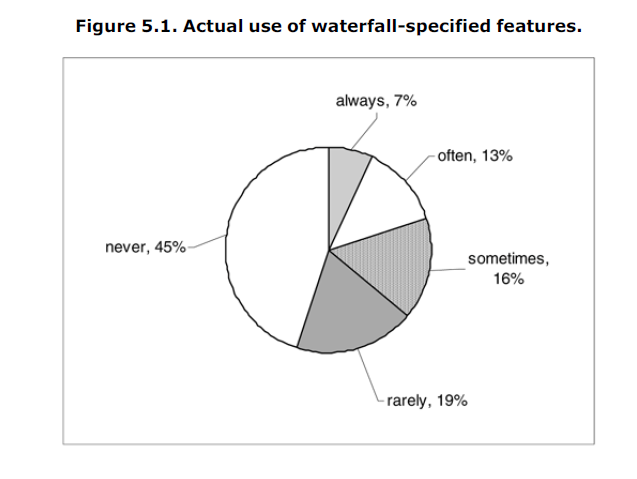 Figure 5.1. Actual use of waterfall-specified features.
always, 7%
often, 13%
never, 45%
sometimes,
16%
rarely, 19%